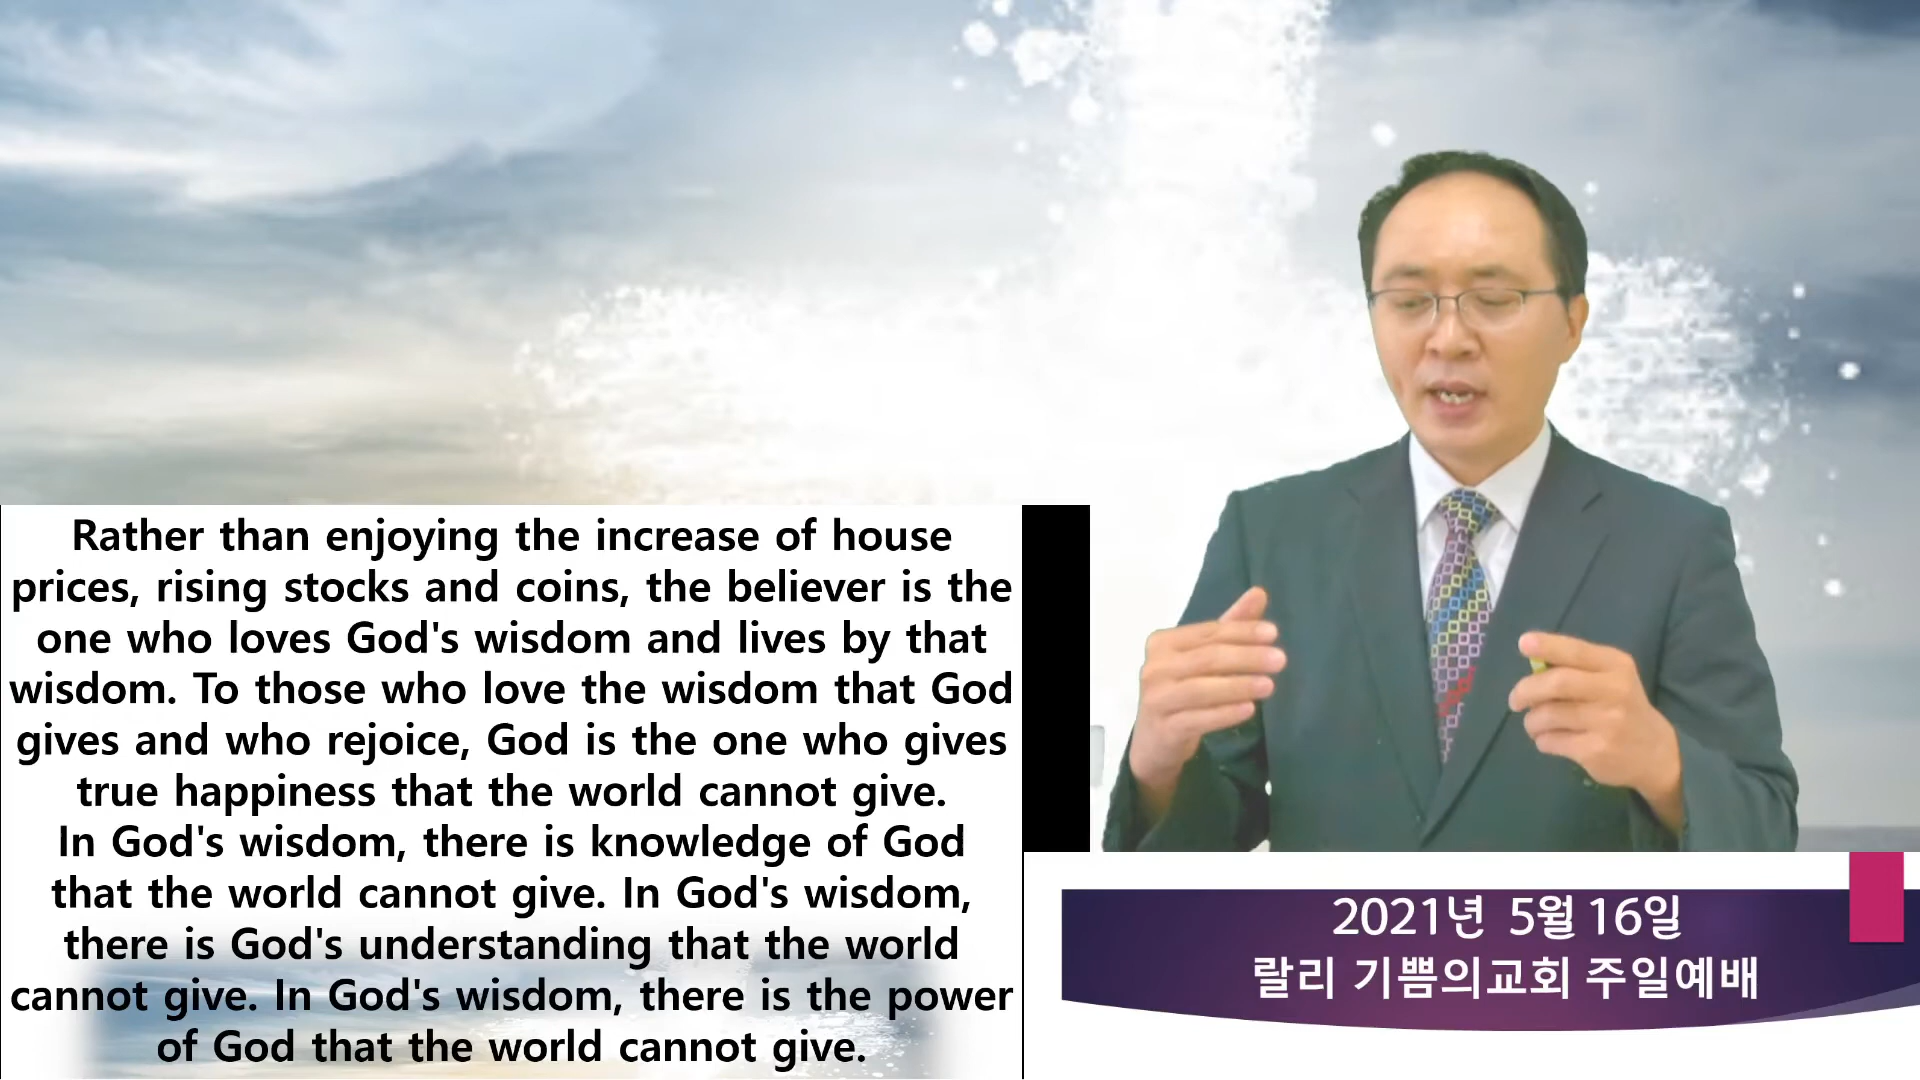 Rather than enjoying the increase of house
prices, rising stocks and coins, the believer is the
one who loves God's wisdom and lives by that
wisdom. To those who love the wisdom that God
gives and who rejoice, God is the one who gives
true happiness that the world cannot give.
In God's wisdom, there is knowledge of God
that the world cannot give. In God's wisdom,
there is God's understanding that the world
cannot give. In God's wisdom, there is the power
of God that the world cannot give.
2021년 5월 16일
랄리 기쁨의교회 주일예배